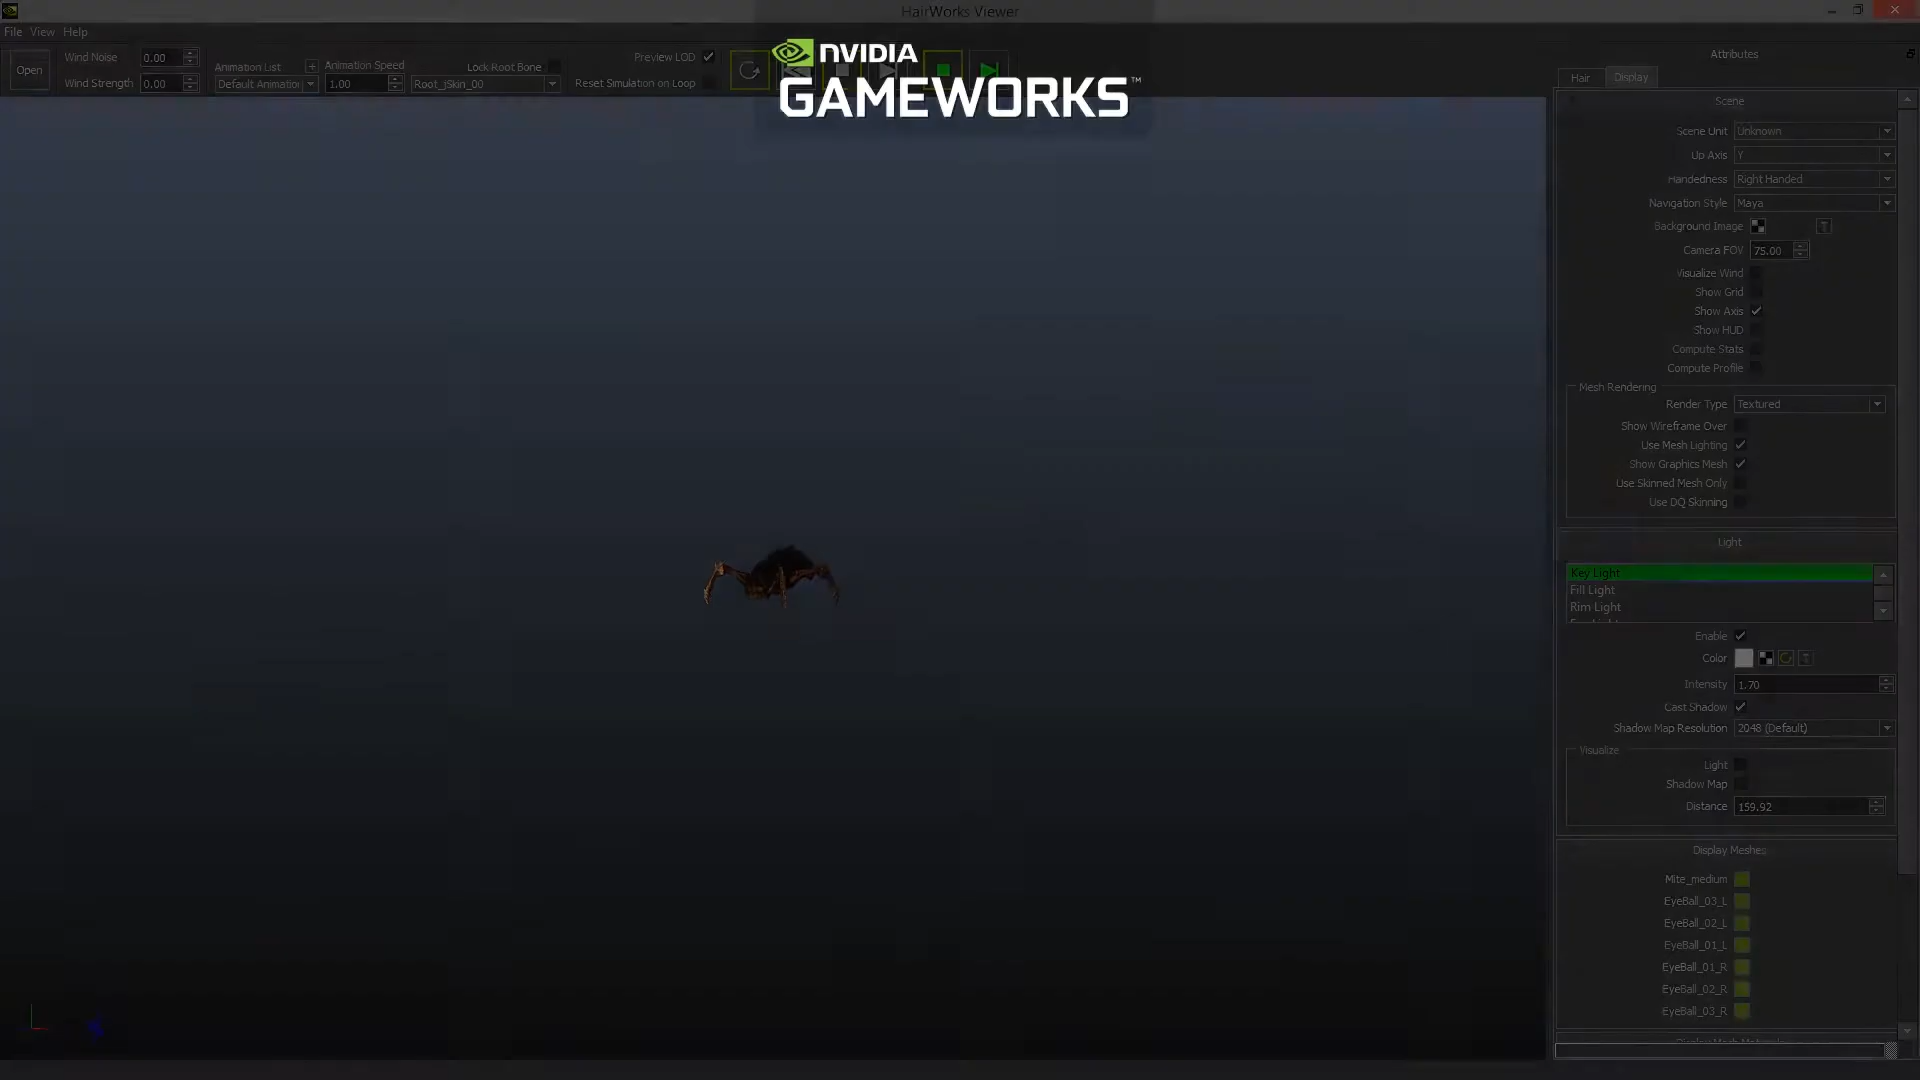 HairWorks Viewer
File View Help
NVIDIA
GAMEWORKS™
Open
Wind Noise 0.00
Wind Strength 0.00
Animation List +
Default Animation
Animation Speed
1.00
Lock Root Bone
Root_jSkin_00
Preview LOD
Reset Simulation on Loop
Attributes
Hair Display
Scene
Scene Unit Unknown
Up Axis Y
Handedness Right Handed
Navigation Style Maya
Background Image T
Camera FOV 75.00
Visualize Wind
Show Grid
Show Axis
Show HUD
Compute Stats
Compute Profile
Mesh Rendering
Render Type Textured
Show Wireframe Over
Use Mesh Lighting
Show Graphics Mesh
Use Skinned Mesh Only
Use DQ Skinning
Light
Key Light
Fill Light
Rim Light
Enable
Color
Intensity 1.70
Cast Shadow
Shadow Map Resolution 2048 (Default)
Visualize
Light
Shadow Map
Distance 159.92
Display Meshes
Mite_medium
EyeBall_03_L
EyeBall_02_L
EyeBall_01_L
EyeBall_01_R
EyeBall_02_R
EyeBall_03_R